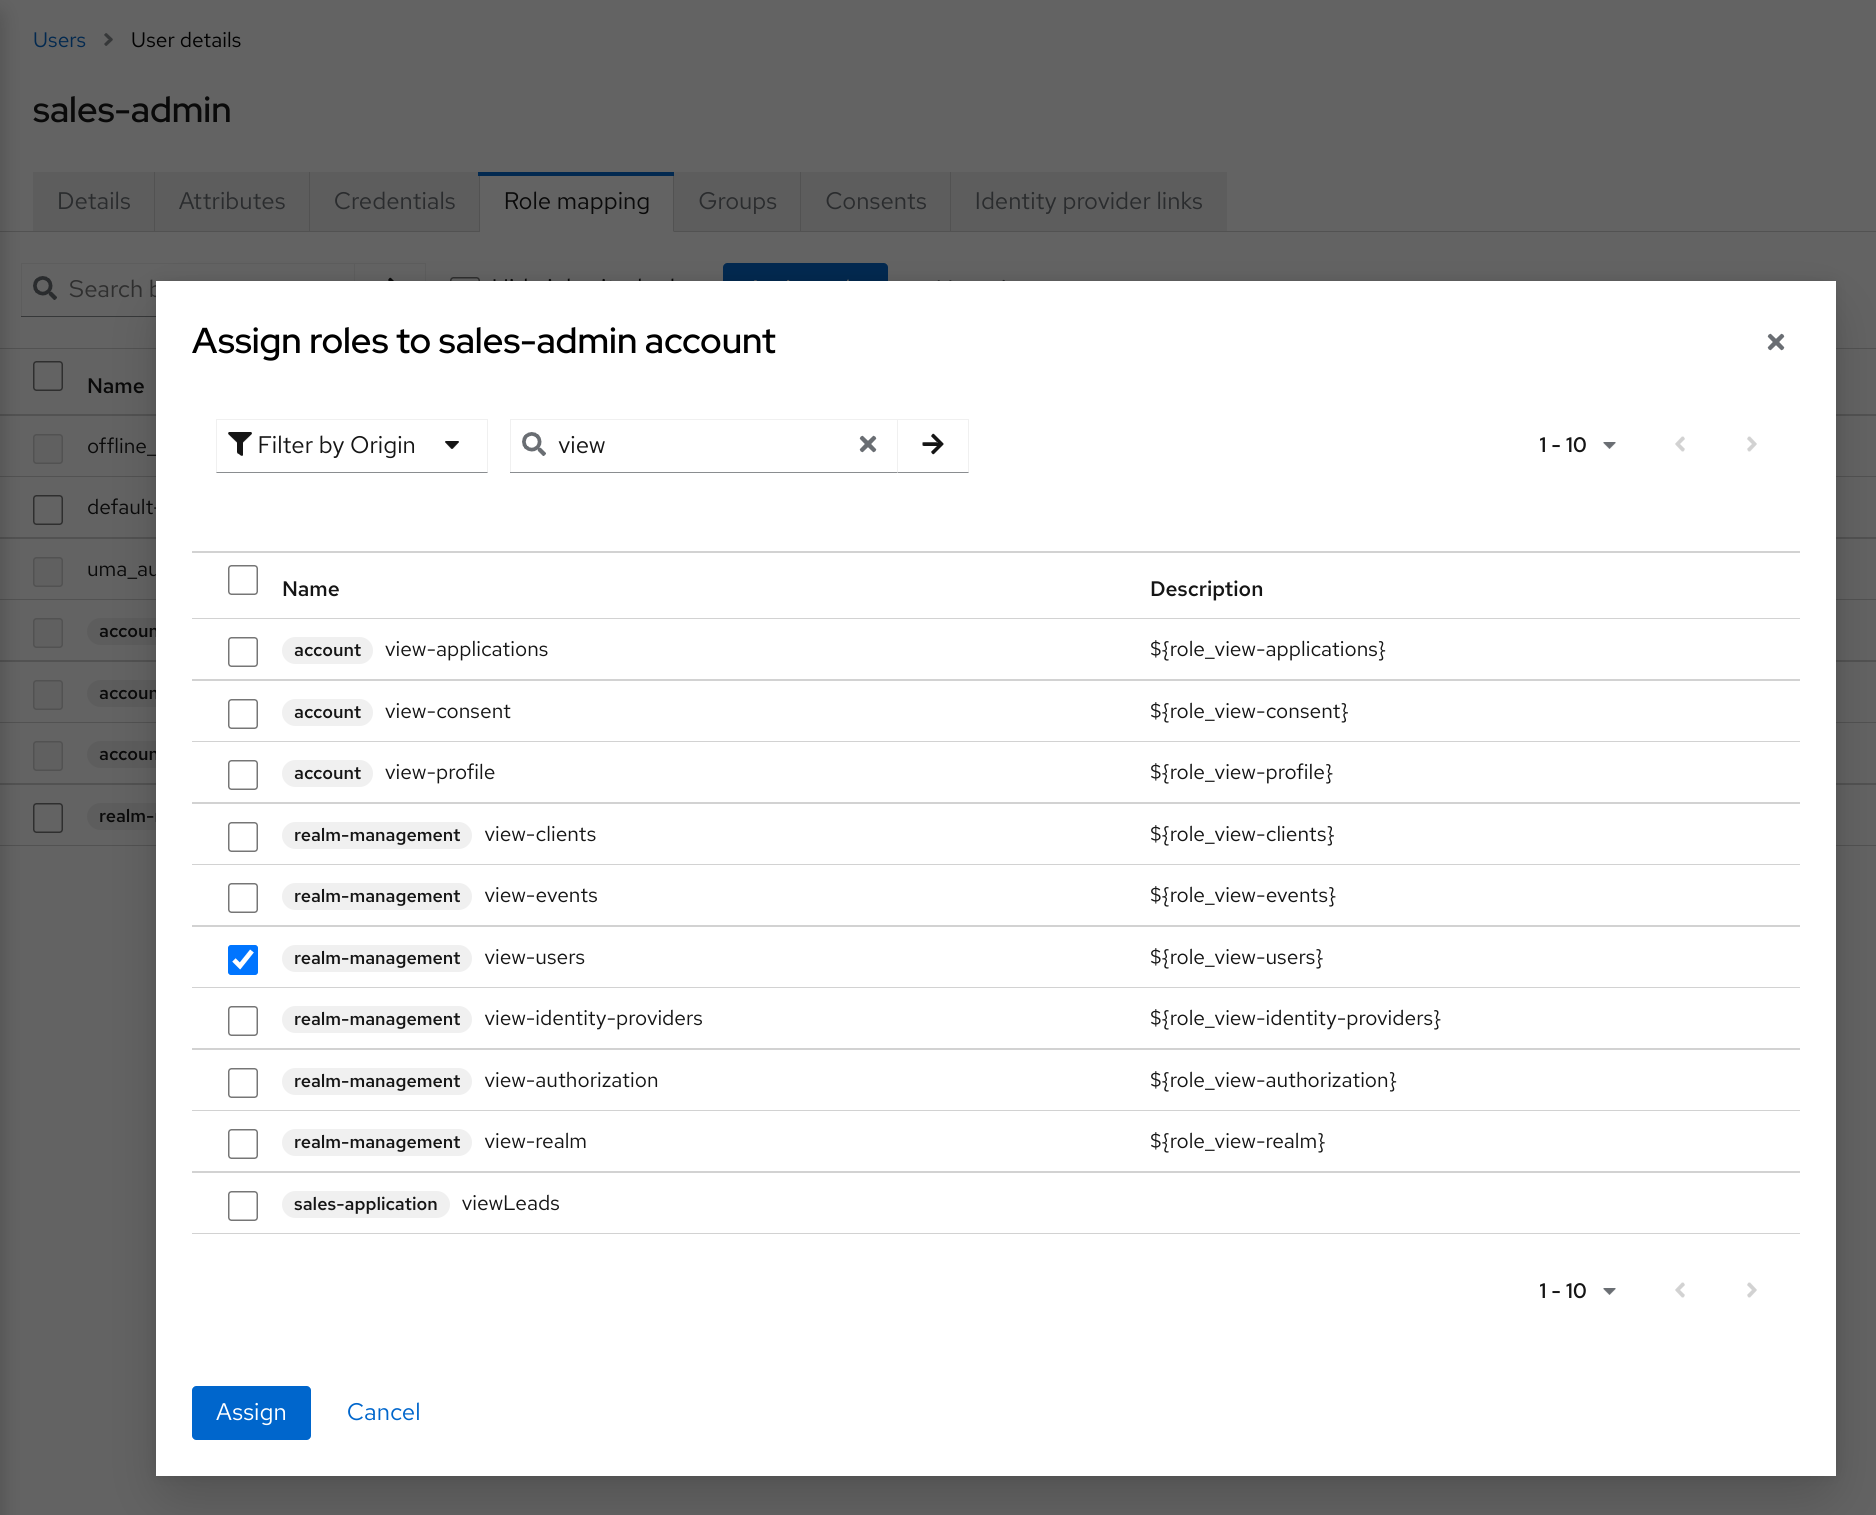 Users > User details
sales-admin
Details Attributes Credentials Role mapping Groups Consents Identity provider links
Search
Assign roles to sales-admin account
Filter by Origin view 1 - 10
Name
Name Description
offline_
account view-applications ${role_view-applications}
default-
account view-consent ${role_view-consent}
uma_au
account view-profile ${role_view-profile}
realm-management view-clients ${role_view-clients}
realm-management view-events ${role_view-events}
realm-management view-users ${role_view-users}
realm-management view-identity-providers ${role_view-identity-providers}
realm-management view-authorization ${role_view-authorization}
realm-management view-realm ${role_view-realm}
sales-application viewLeads
accoun
accoun
accoun
realm-
1 - 10
Assign Cancel